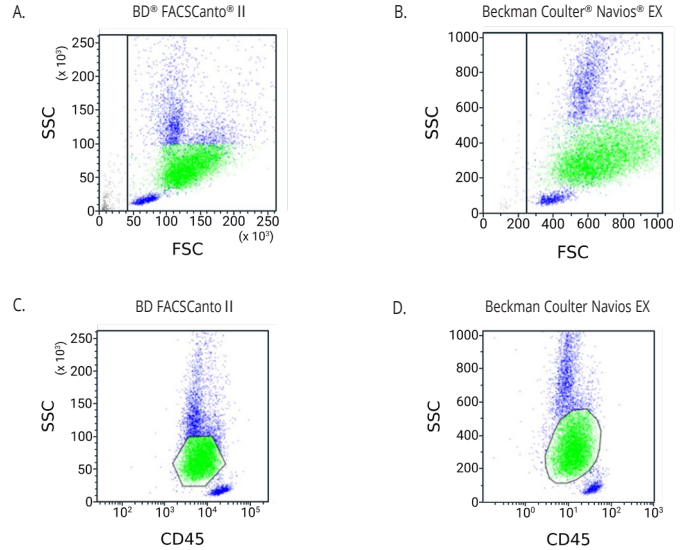 A.
BD® FACSCanto® II
250
200
150
100
50
0
(x 10³)
SSC
0 50 100 150 200 250
(x 10³)
FSC
B.
Beckman Coulter® Navios® EX
1000
800
600
400
200
0
SSC
0 200 400 600 800 1000
FSC
C.
BD FACSCanto II
250
200
150
100
50
0
(x 10³)
SSC
10² 10³ 10⁴ 10⁵
CD45
D.
Beckman Coulter Navios EX
1000
800
600
400
200
0
SSC
10⁰ 10¹ 10² 10³
CD45